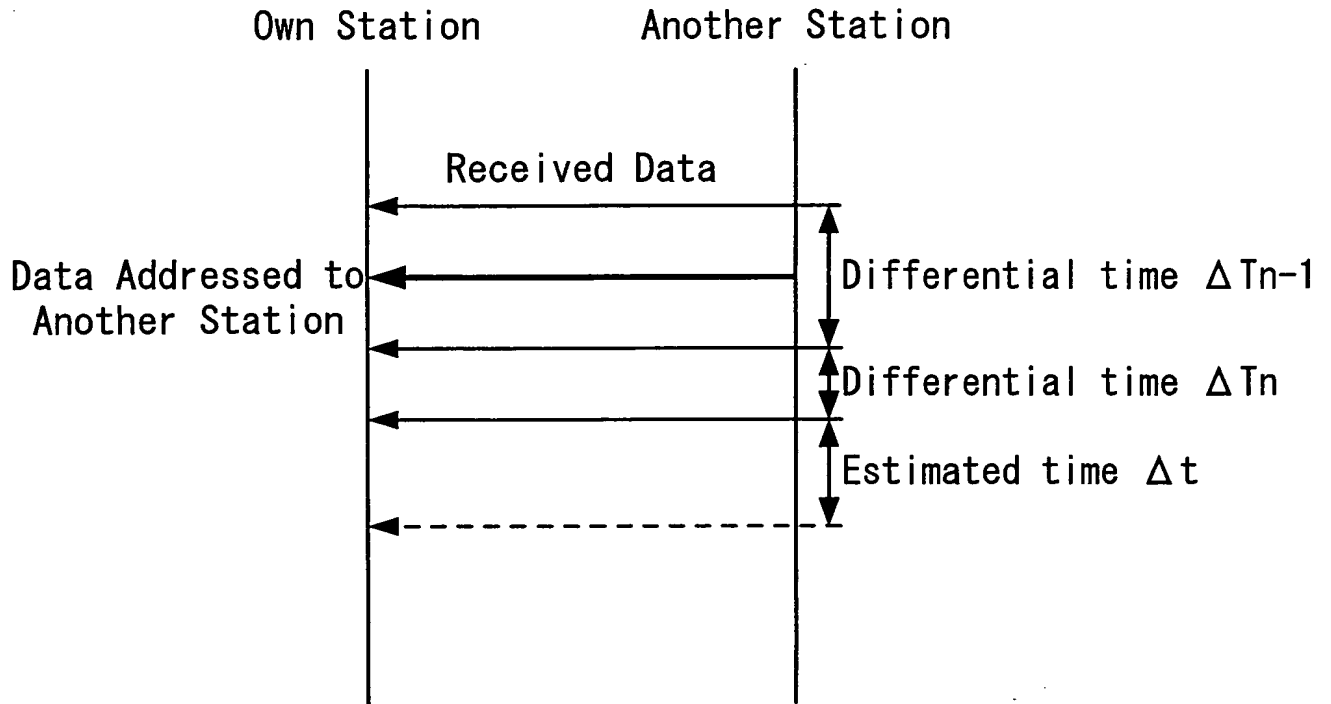 Own Station
Another Station
Received Data
Data Addressed to
Another Station
Differential time ΔTn-1
Differential time ΔTn
Estimated time Δt